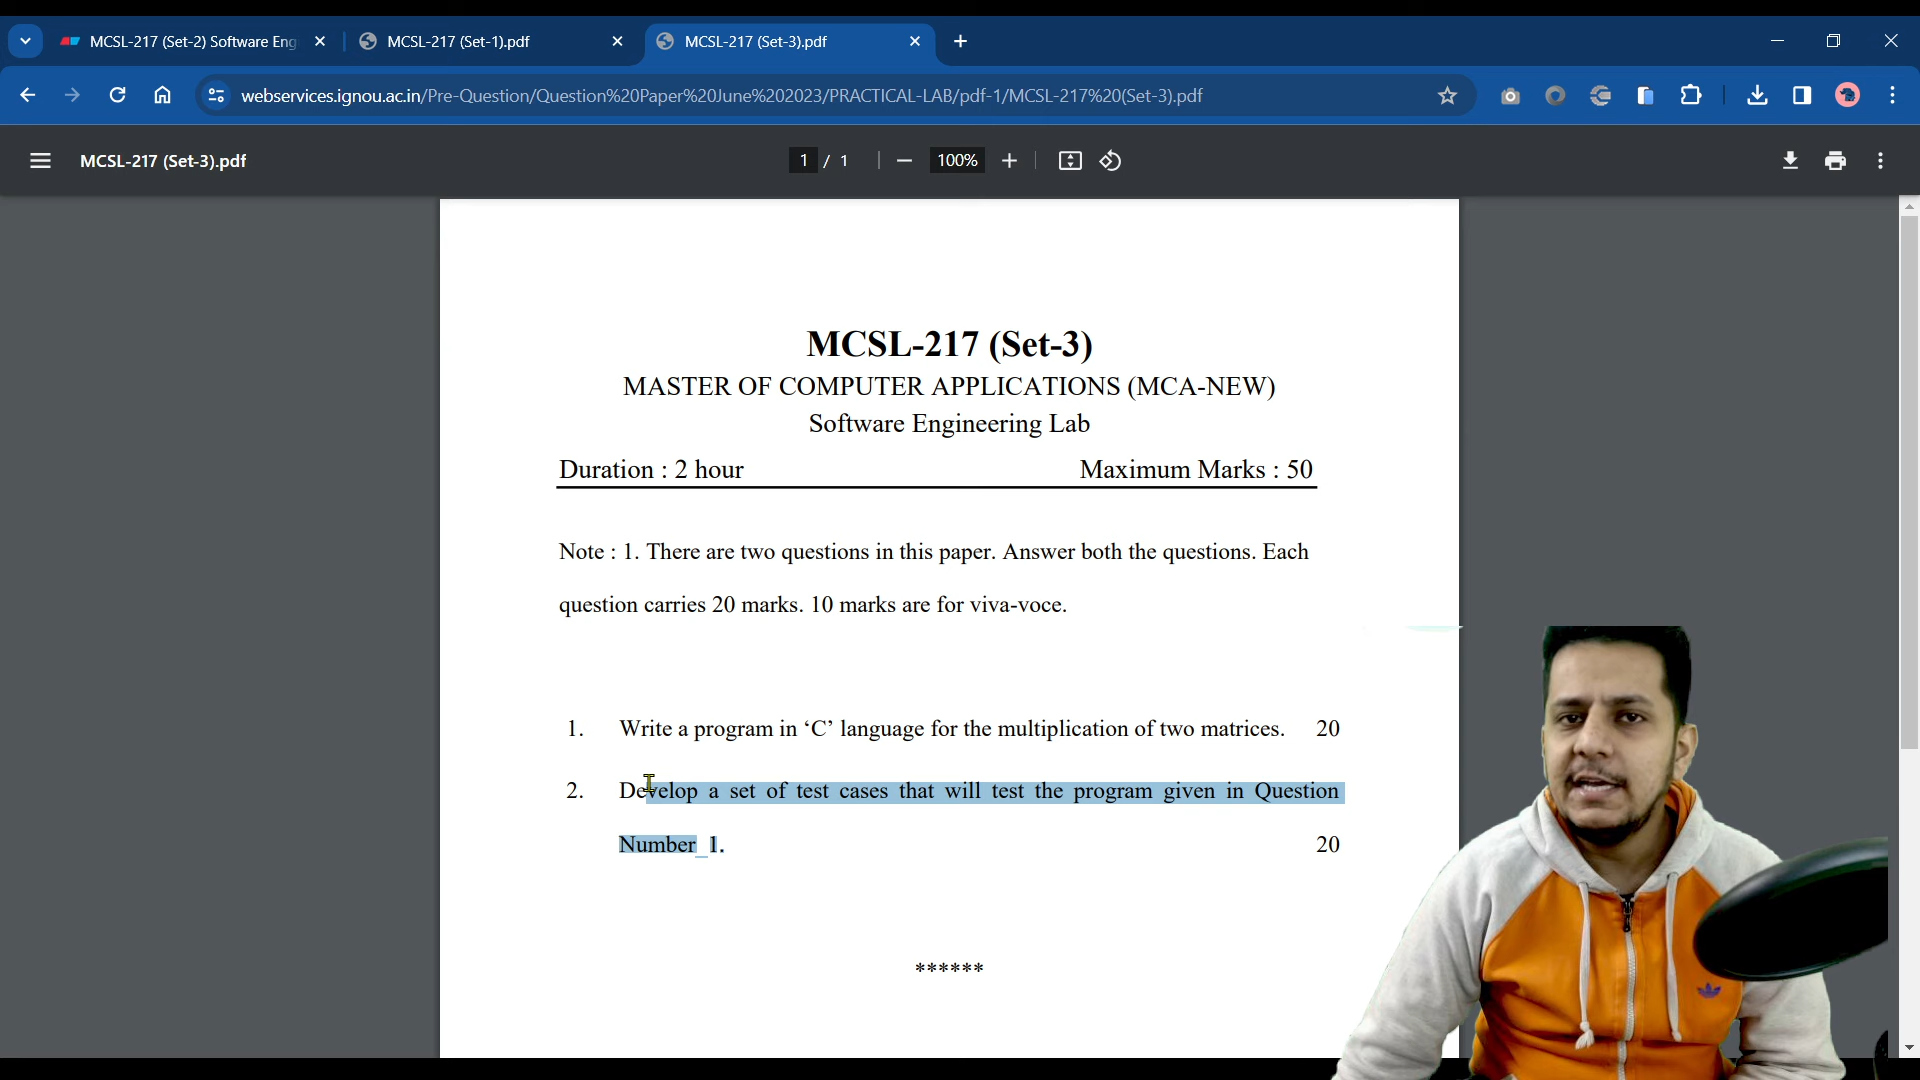 MCSL-217 (Set-2) Software Eng
MCSL-217 (Set-1).pdf
MCSL-217 (Set-3).pdf
webservices.ignou.ac.in/Pre-Question/Question%20Paper%20June%202023/PRACTICAL-LAB/pdf-1/MCSL-217%20(Set-3).pdf
MCSL-217 (Set-3).pdf
1 / 1
100%
MCSL-217 (Set-3)
MASTER OF COMPUTER APPLICATIONS (MCA-NEW)
Software Engineering Lab
Duration : 2 hour Maximum Marks : 50
Note : 1. There are two questions in this paper. Answer both the questions. Each
question carries 20 marks. 10 marks are for viva-voce.
1. Write a program in ‘C’ language for the multiplication of two matrices. 20
2. Develop a set of test cases that will test the program given in Question
Number 1. 20
******